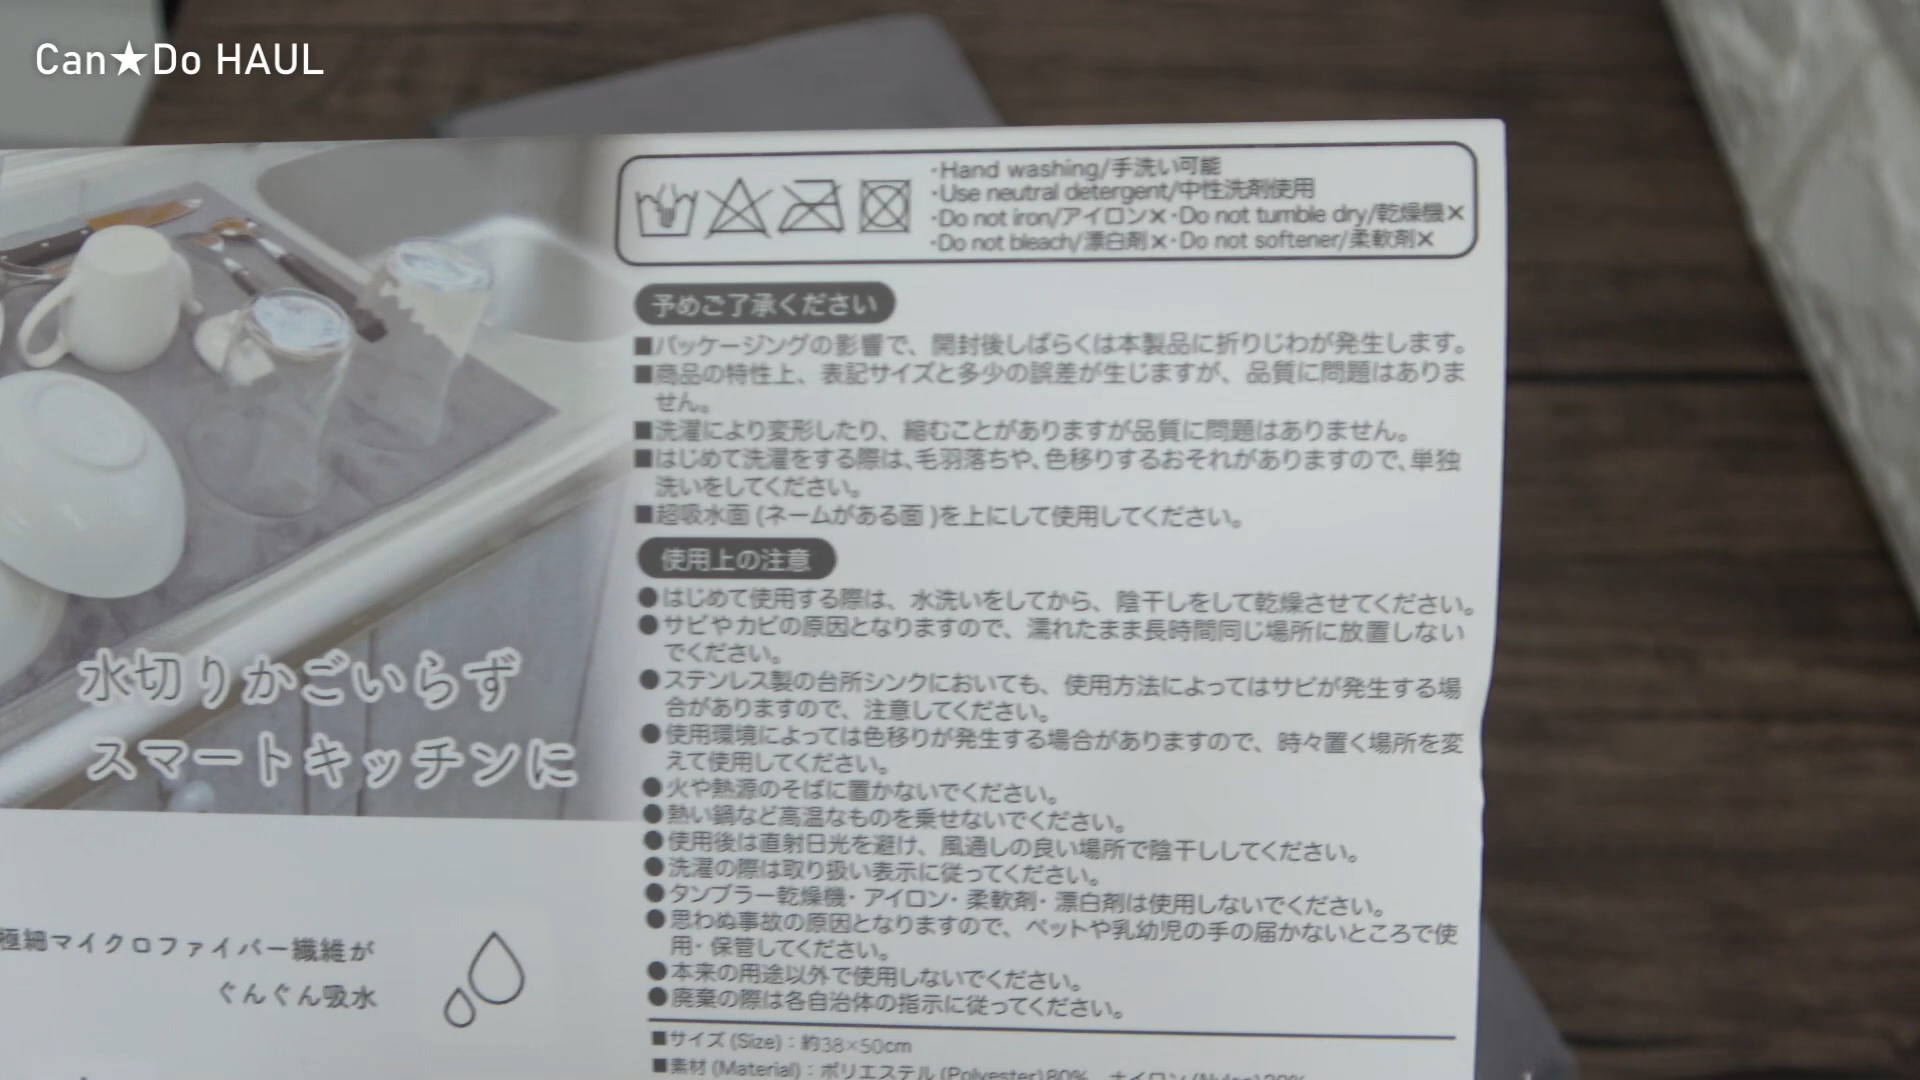 Can★Do HAUL
・Hand washing/手洗い可能
・Use neutral detergent/中性洗剤使用
・Do not iron/アイロン×・Do not tumble dry/乾燥機×
・Do not bleach/漂白剤×・Do not softener/柔軟剤×
予めご了承ください
■パッケージングの影響で、開封後しばらくは本製品に折りじわが発生します。
■商品の特性上、表記サイズと多少の誤差が生じますが、品質に問題はありま
せん。
■洗濯により変形したり、縮むことがありますが品質に問題はありません。
■はじめて洗濯をする際は、毛羽落ちや、色移りするおそれがありますので、単独
洗いをしてください。
■超吸水面(ネームがある面)を上にして使用してください。
使用上の注意
●はじめて使用する際は、水洗いをしてから、陰干しをして乾燥させてください。
●サビやカビの原因となりますので、濡れたまま長時間同じ場所に放置しない
でください。
●ステンレス製の台所シンクにおいても、使用方法によってはサビが発生する場
合がありますので、注意してください。
●使用環境によっては色移りが発生する場合がありますので、時々置く場所を変
えて使用してください。
●火や熱源のそばに置かないでください。
●熱い鍋など高温なものを乗せないでください。
●使用後は直射日光を避け、風通しの良い場所で陰干ししてください。
●洗濯の際は取り扱い表示に従ってください。
●タンブラー乾燥機・アイロン・柔軟剤・漂白剤は使用しないでください。
●思わぬ事故の原因となりますので、ペットや乳幼児の手の届かないところで使
用・保管してください。
●本来の用途以外で使用しないでください。
●廃棄の際は各自治体の指示に従ってください。
■サイズ(Size)：約38×50cm
■素材(Material)：ポリエステル(Polyester)80%、ナイロン(Nylon)20%
水切りかごいらず
スマートキッチンに
極細マイクロファイバー繊維が
ぐんぐん吸水